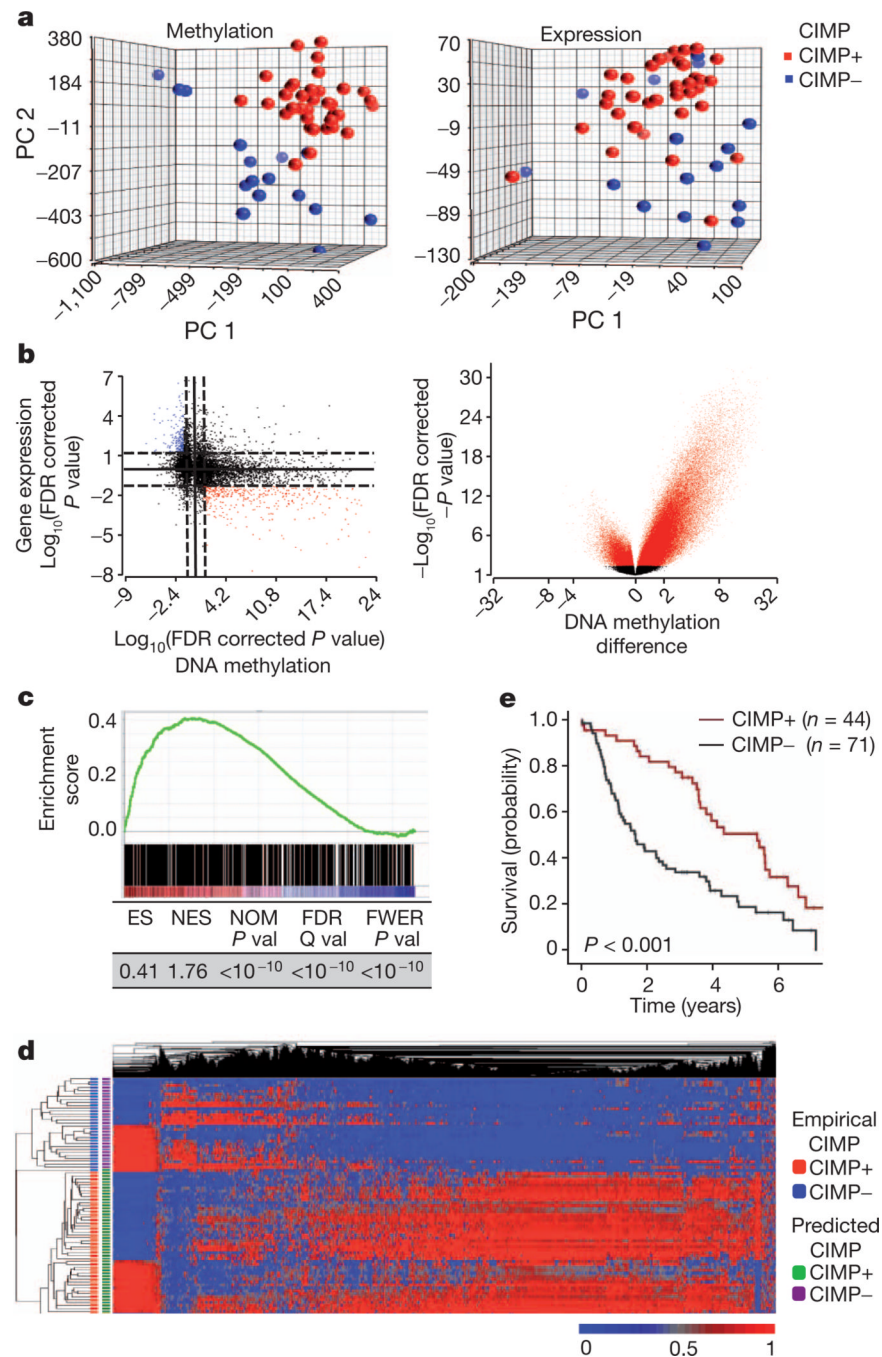 a
Methylation
380
184
−11
−207
−403
−600
PC 2
−1,100
−799
−499
−199
100
400
PC 1
Expression
70
30
−9
−49
−89
−130
−200
−139
−79
−19
40
100
PC 1
CIMP
CIMP+
CIMP−
b
Gene expression
Log10(FDR corrected
P value)
7
4
1
−2
−5
−8
−9
−2.4
4.2
10.8
17.4
24
Log10(FDR corrected P value)
DNA methylation
−Log10(FDR corrected
−P value)
30
24
18
12
6
1
−32
−8
−4
0
2
8
32
DNA methylation
difference
c
Enrichment
score
0.4
0.2
0.0
ES NES NOM FDR FWER
P val Q val P val
0.41 1.76 <10−10 <10−10 <10−10
e
CIMP+ (n = 44)
CIMP− (n = 71)
Survival (probability)
1.0
0.8
0.6
0.4
0.2
0
P < 0.001
0 2 4 6
Time (years)
d
Empirical
CIMP
CIMP+
CIMP−
Predicted
CIMP
CIMP+
CIMP−
0 0.5 1